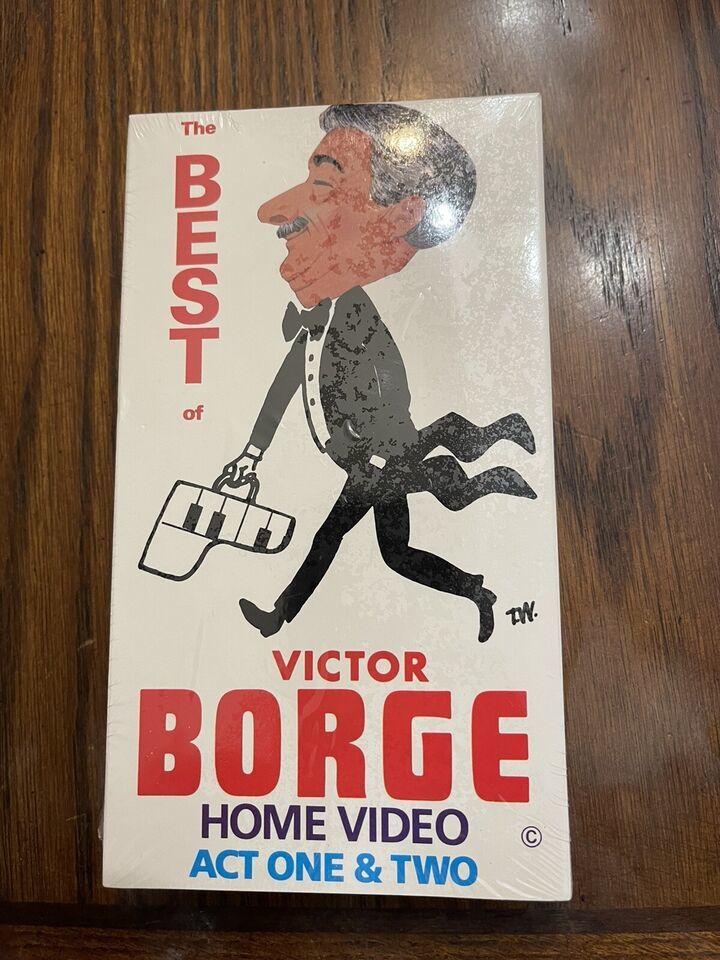 The
BEST
of
T.W.
VICTOR
BORGE
HOME VIDEO
©
ACT ONE & TWO